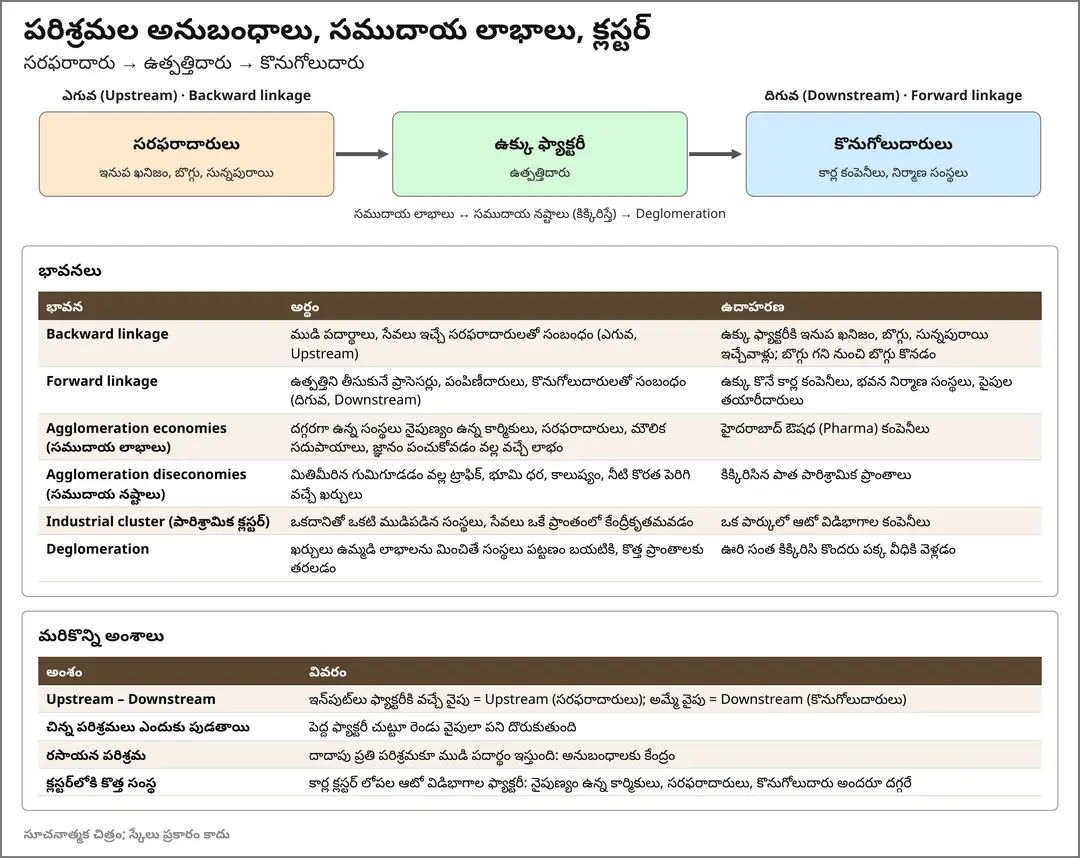 పరిశ్రమల అనుబంధాలు, సముదాయ లాభాలు, క్లస్టర్
సరఫరాదారు → ఉత్పత్తిదారు → కొనుగోలుదారు
ఎగువ (Upstream) · Backward linkage
దిగువ (Downstream) · Forward linkage
సరఫరాదారులు
ఇనుప ఖనిజం, బొగ్గు, సున్నపురాయి
ఉక్కు ఫ్యాక్టరీ
ఉత్పత్తిదారు
కొనుగోలుదారులు
కార్ల కంపెనీలు, నిర్మాణ సంస్థలు
సముదాయ లాభాలు ↔ సముదాయ నష్టాలు (కిక్కిరిస్తే) → Deglomeration
భావనలు
భావన అర్థం ఉదాహరణ
Backward linkage
ముడి పదార్థాలు, సేవలు ఇచ్చే సరఫరాదారులతో సంబంధం (ఎగువ,
Upstream)
ఉక్కు ఫ్యాక్టరీకి ఇనుప ఖనిజం, బొగ్గు, సున్నపురాయి
ఇచ్చేవాళ్లు; బొగ్గు గని నుంచి బొగ్గు కొనడం
Forward linkage
ఉత్పత్తిని తీసుకునే ప్రాసెసర్లు, పంపిణీదారులు, కొనుగోలుదారులతో సంబంధం
(దిగువ, Downstream)
ఉక్కు కొనే కార్ల కంపెనీలు, భవన నిర్మాణ సంస్థలు, పైపుల
తయారీదారులు
Agglomeration economies
(సముదాయ లాభాలు)
దగ్గరగా ఉన్న సంస్థలు నైపుణ్యం ఉన్న కార్మికులు, సరఫరాదారులు, మౌలిక
సదుపాయాలు, జ్ఞానం పంచుకోవడం వల్ల వచ్చే లాభం
హైదరాబాద్ ఔషధ (Pharma) కంపెనీలు
Agglomeration diseconomies
(సముదాయ నష్టాలు)
మితిమీరిన గుమిగూడడం వల్ల ట్రాఫిక్, భూమి ధర, కాలుష్యం, నీటి కొరత పెరిగి
వచ్చే ఖర్చులు
కిక్కిరిసిన పాత పారిశ్రామిక ప్రాంతాలు
Industrial cluster (పారిశ్రామిక క్లస్టర్)
ఒకదానితో ఒకటి ముడిపడిన సంస్థలు, సేవలు ఒకే ప్రాంతంలో కేంద్రీకృతమవడం
ఒక పార్కులో ఆటో విడిభాగాల కంపెనీలు
Deglomeration
ఖర్చులు ఉమ్మడి లాభాలను మించితే సంస్థలు పట్టణం బయటికి, కొత్త ప్రాంతాలకు
తరలడం
ఊరి సంత కిక్కిరిసి కొందరు పక్క వీధికి వెళ్లడం
మరికొన్ని అంశాలు
అంశం వివరం
Upstream – Downstream
ఇన్‌పుట్‌లు ఫ్యాక్టరీకి వచ్చే వైపు = Upstream (సరఫరాదారులు); అమ్మే వైపు = Downstream (కొనుగోలుదారులు)
చిన్న పరిశ్రమలు ఎందుకు పుడతాయి
పెద్ద ఫ్యాక్టరీ చుట్టూ రెండు వైపులా పని దొరుకుతుంది
రసాయన పరిశ్రమ
దాదాపు ప్రతి పరిశ్రమకూ ముడి పదార్థం ఇస్తుంది: అనుబంధాలకు కేంద్రం
క్లస్టర్‌లోకి కొత్త సంస్థ
కార్ల క్లస్టర్ లోపల ఆటో విడిభాగాల ఫ్యాక్టరీ: నైపుణ్యం ఉన్న కార్మికులు, సరఫరాదారులు, కొనుగోలుదారు అందరూ దగ్గరే
సూచనాత్మక చిత్రం; స్కేలు ప్రకారం కాదు